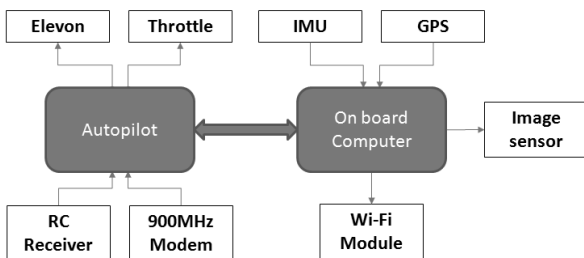 Elevon
Throttle
IMU
GPS
Autopilot
On board
Computer
Image
sensor
RC
Receiver
900MHz
Modem
Wi-Fi
Module